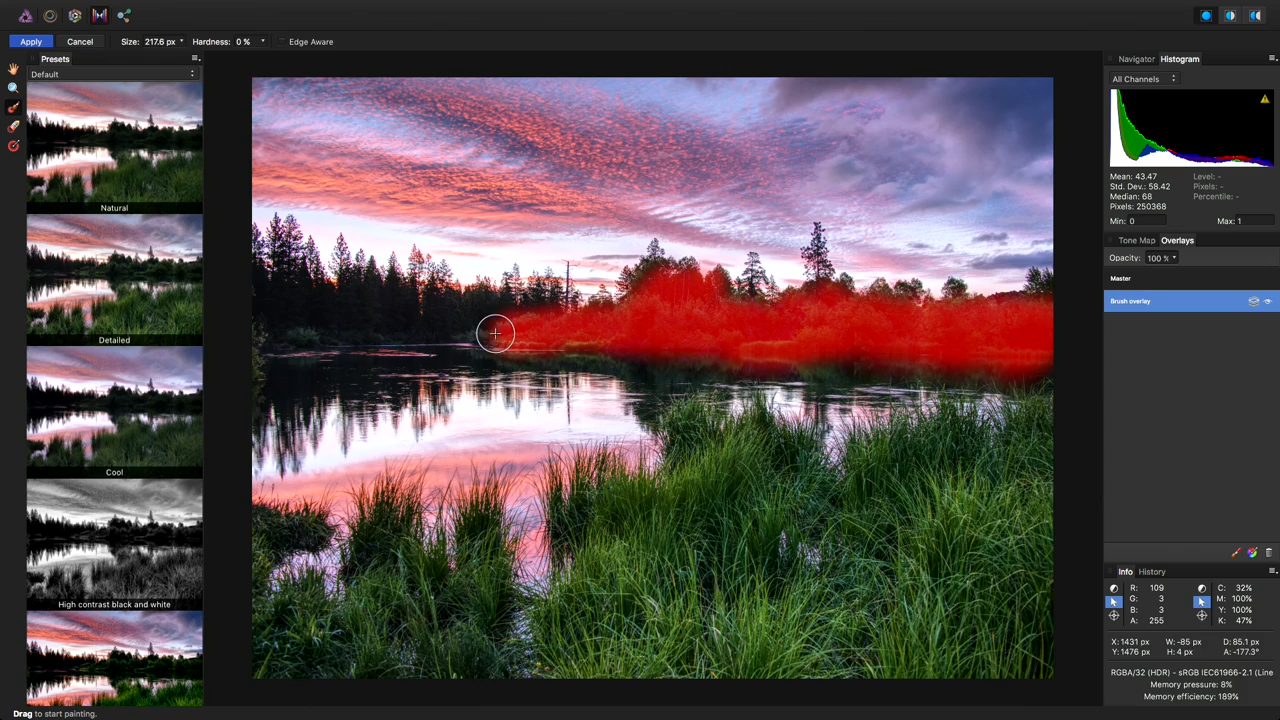 Apply Cancel Size: 217.6 px Hardness: 0 % Edge Aware
Presets
Default
Natural
Detailed
Cool
High contrast black and white
Navigator Histogram
All Channels
Mean: 43.47 Level: -
Std. Dev.: 58.42 Pixels: -
Median: 68 Percentile: -
Pixels: 250368
Min: 0 Max: 1
Tone Map Overlays
Opacity: 100 %
Master
Brush overlay
Info History
R: 109 C: 32%
G: 3 M: 100%
B: 3 Y: 100%
A: 255 K: 47%
X: 1431 px W: -85 px D: 85.1 px
Y: 1476 px H: 4 px A: -177.3°
RGBA/32 (HDR) - sRGB IEC61966-2.1 (Line
Memory pressure: 8%
Memory efficiency: 189%
Drag to start painting.